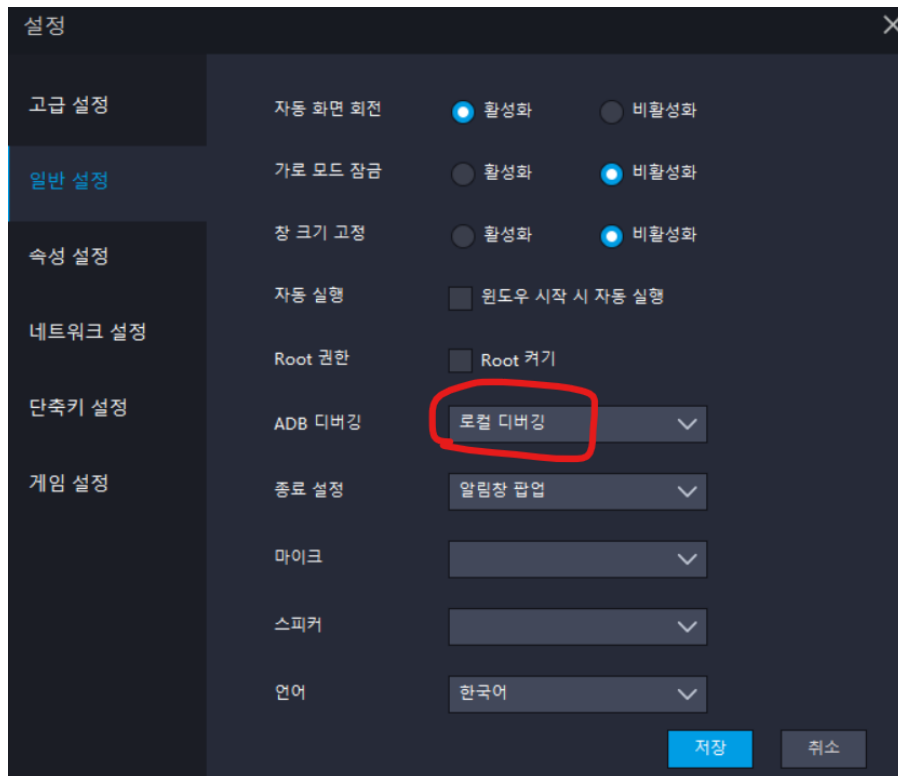 설정
고급 설정
일반 설정
속성 설정
네트워크 설정
단축키 설정
게임 설정
자동 화면 회전 활성화 비활성화
가로 모드 잠금 활성화 비활성화
창 크기 고정 활성화 비활성화
자동 실행 윈도우 시작 시 자동 실행
Root 권한 Root 켜기
ADB 디버깅 로컬 디버깅
종료 설정 알림창 팝업
마이크
스피커
언어 한국어
저장 취소